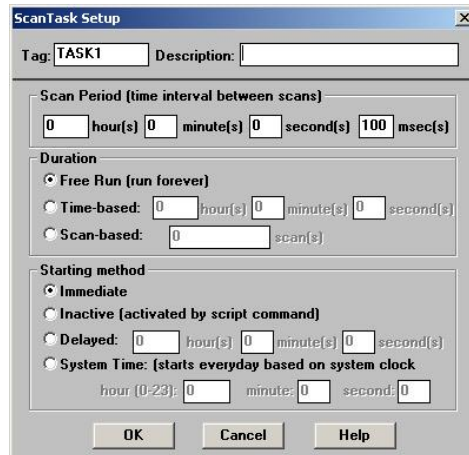 ScanTask Setup
Tag: TASK1 Description:
Scan Period (time interval between scans)
0 hour(s) 0 minute(s) 0 second(s) 100 msec(s)
Duration
Free Run (run forever)
Time-based: 0 hour(s) 0 minute(s) 0 second(s)
Scan-based: 0 scan(s)
Starting method
Immediate
Inactive (activated by script command)
Delayed: 0 hour(s) 0 minute(s) 0 second(s)
System Time: (starts everyday based on system clock
hour (0-23): 0 minute: 0 second: 0
OK Cancel Help